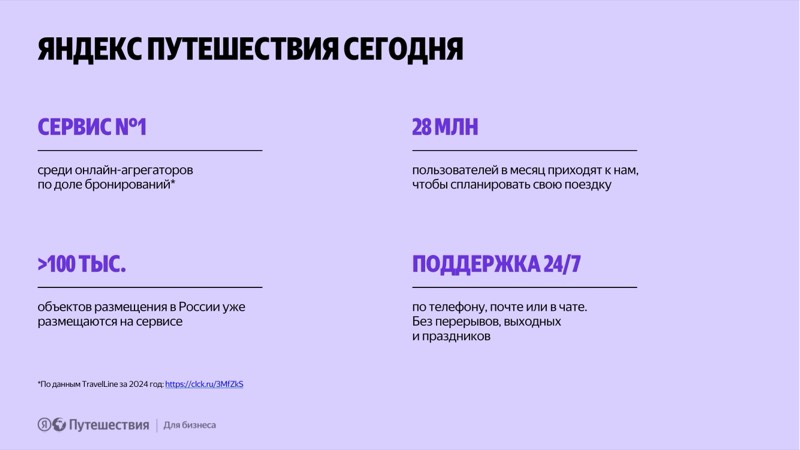 ЯНДЕКС ПУТЕШЕСТВИЯ СЕГОДНЯ
СЕРВИС №1
среди онлайн-агрегаторов
по доле бронирований*
28 МЛН
пользователей в месяц приходят к нам,
чтобы спланировать свою поездку
>100 ТЫС.
объектов размещения в России уже
размещаются на сервисе
ПОДДЕРЖКА 24/7
по телефону, почте или в чате.
Без перерывов, выходных
и праздников
*По данным TravelLine за 2024 год: https://clck.ru/3MfZkS
Я Путешествия | Для бизнеса